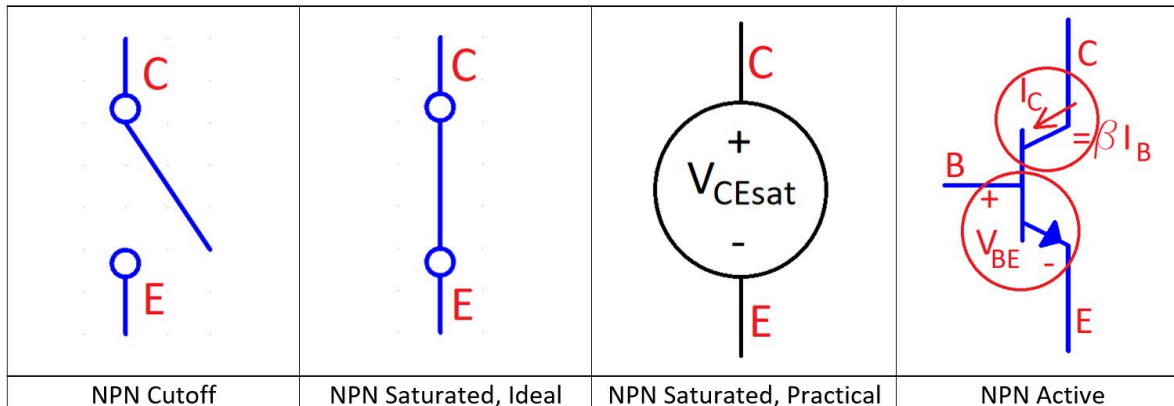 C
E
NPN Cutoff
C
E
NPN Saturated, Ideal
C
+
VCEsat
-
E
NPN Saturated, Practical
C
IC
=βIB
B
+
VBE
-
E
NPN Active